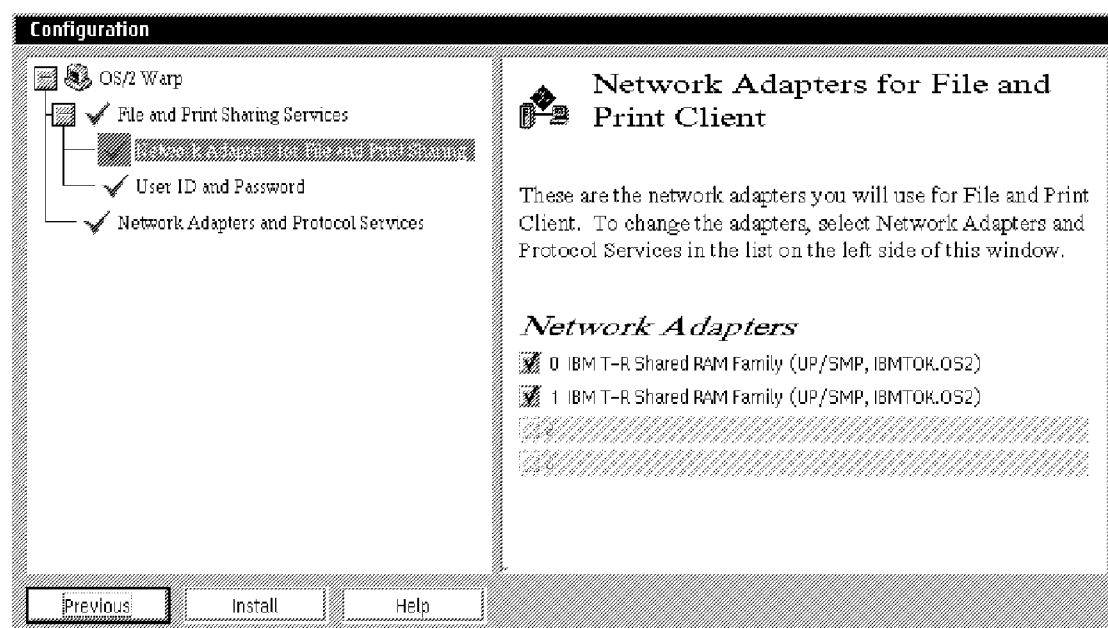 Configuration
OS/2 Warp
File and Print Sharing Services
Network Adapters for File and Print Sharing
User ID and Password
Network Adapters and Protocol Services
Network Adapters for File and
Print Client
These are the network adapters you will use for File and Print
Client. To change the adapters, select Network Adapters and
Protocol Services in the list on the left side of this window.
Network Adapters
0 IBM T-R Shared RAM Family (UP/SMP, IBMTOK.OS2)
1 IBM T-R Shared RAM Family (UP/SMP, IBMTOK.OS2)
Previous
Install
Help